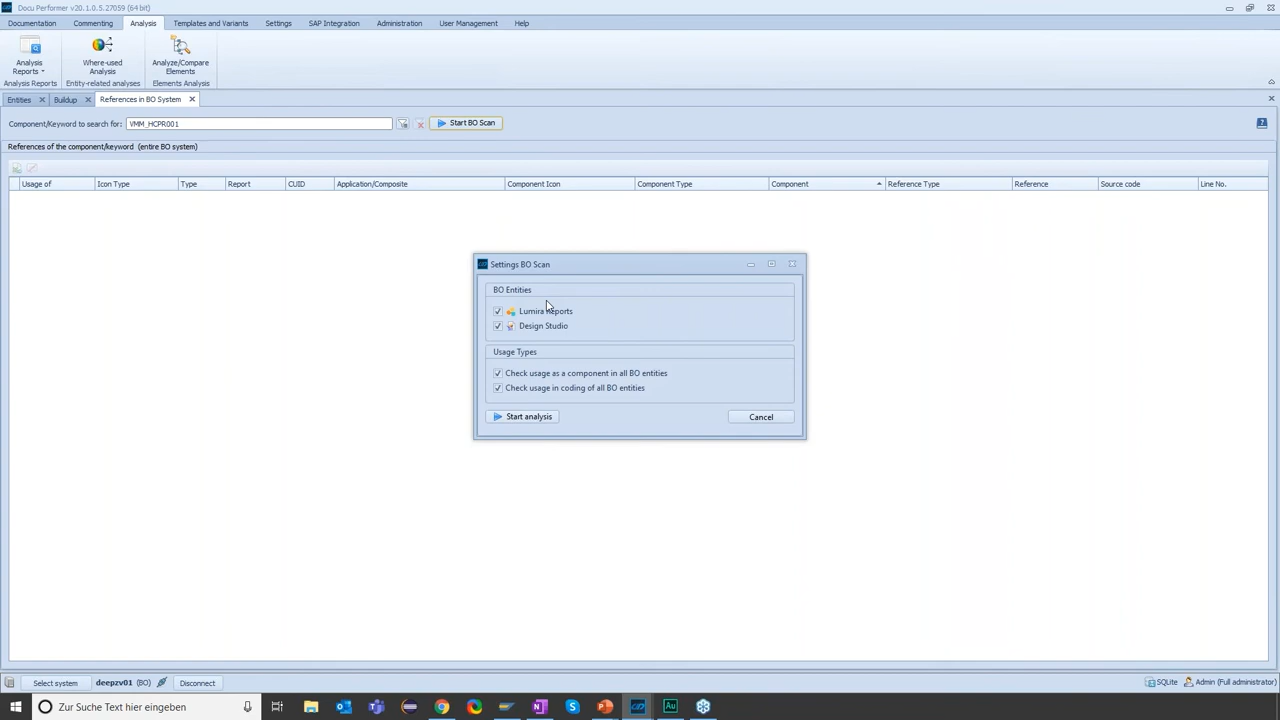 Docu Performer v20.1.0.5.27059 (64 bit)
Documentation Commenting Analysis Templates and Variants Settings SAP Integration Administration User Management Help
Analysis Reports
Where-used Analysis
Analyze/Compare Elements
Analysis Reports Entity-related analyses Elements Analysis
Entities Buildup References in BO System
Component/Keyword to search for: VMM_HCPR001 Start BO Scan
References of the component/keyword (entire BO system)
Usage of Icon Type Type Report CUID Application/Composite Component Icon Component Type Component Reference Type Reference Source code Line No.
Settings BO Scan
BO Entities
Lumira Reports
Design Studio
Usage Types
Check usage as a component in all BO entities
Check usage in coding of all BO entities
Start analysis Cancel
Select system deepzv01 (BO) Disconnect SQLite Admin (Full administrator)
Zur Suche Text hier eingeben